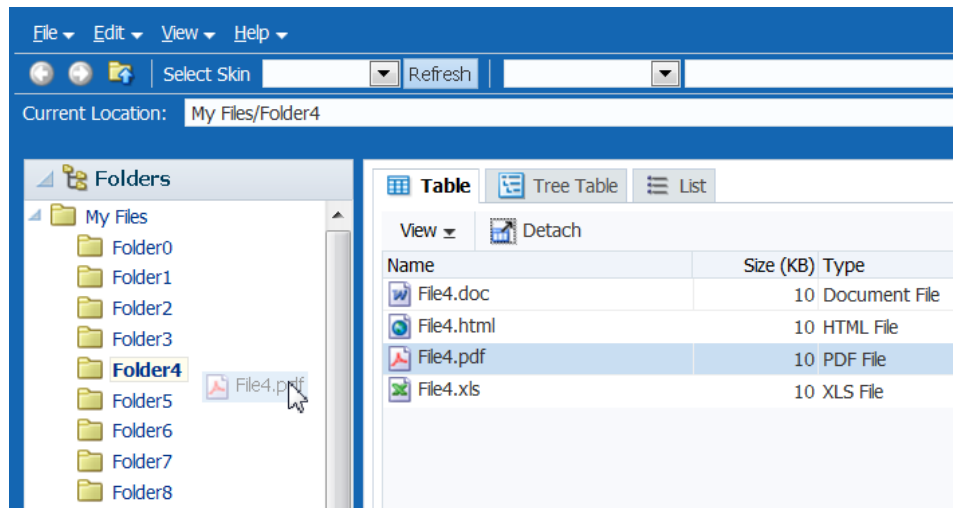 File Edit View Help
Select Skin Refresh
Current Location: My Files/Folder4
Folders
My Files
Folder0
Folder1
Folder2
Folder3
Folder4
File4.pdf
Folder5
Folder6
Folder7
Folder8
Table Tree Table List
View Detach
Name Size (KB) Type
File4.doc 10 Document File
File4.html 10 HTML File
File4.pdf 10 PDF File
File4.xls 10 XLS File